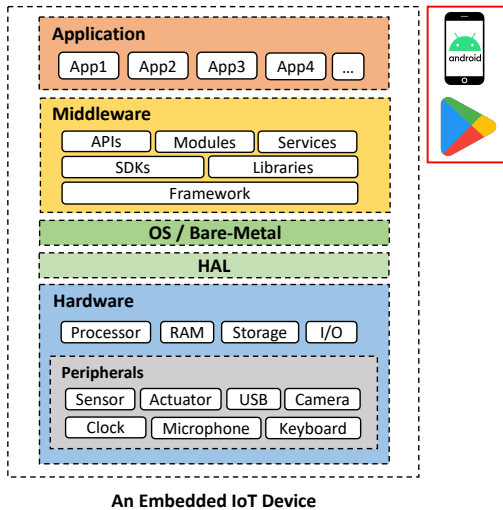 Application
App1 App2 App3 App4 ...
android
Middleware
APIs Modules Services
SDKs Libraries
Framework
OS / Bare-Metal
HAL
Hardware
Processor RAM Storage I/O
Peripherals
Sensor Actuator USB Camera
Clock Microphone Keyboard
An Embedded IoT Device